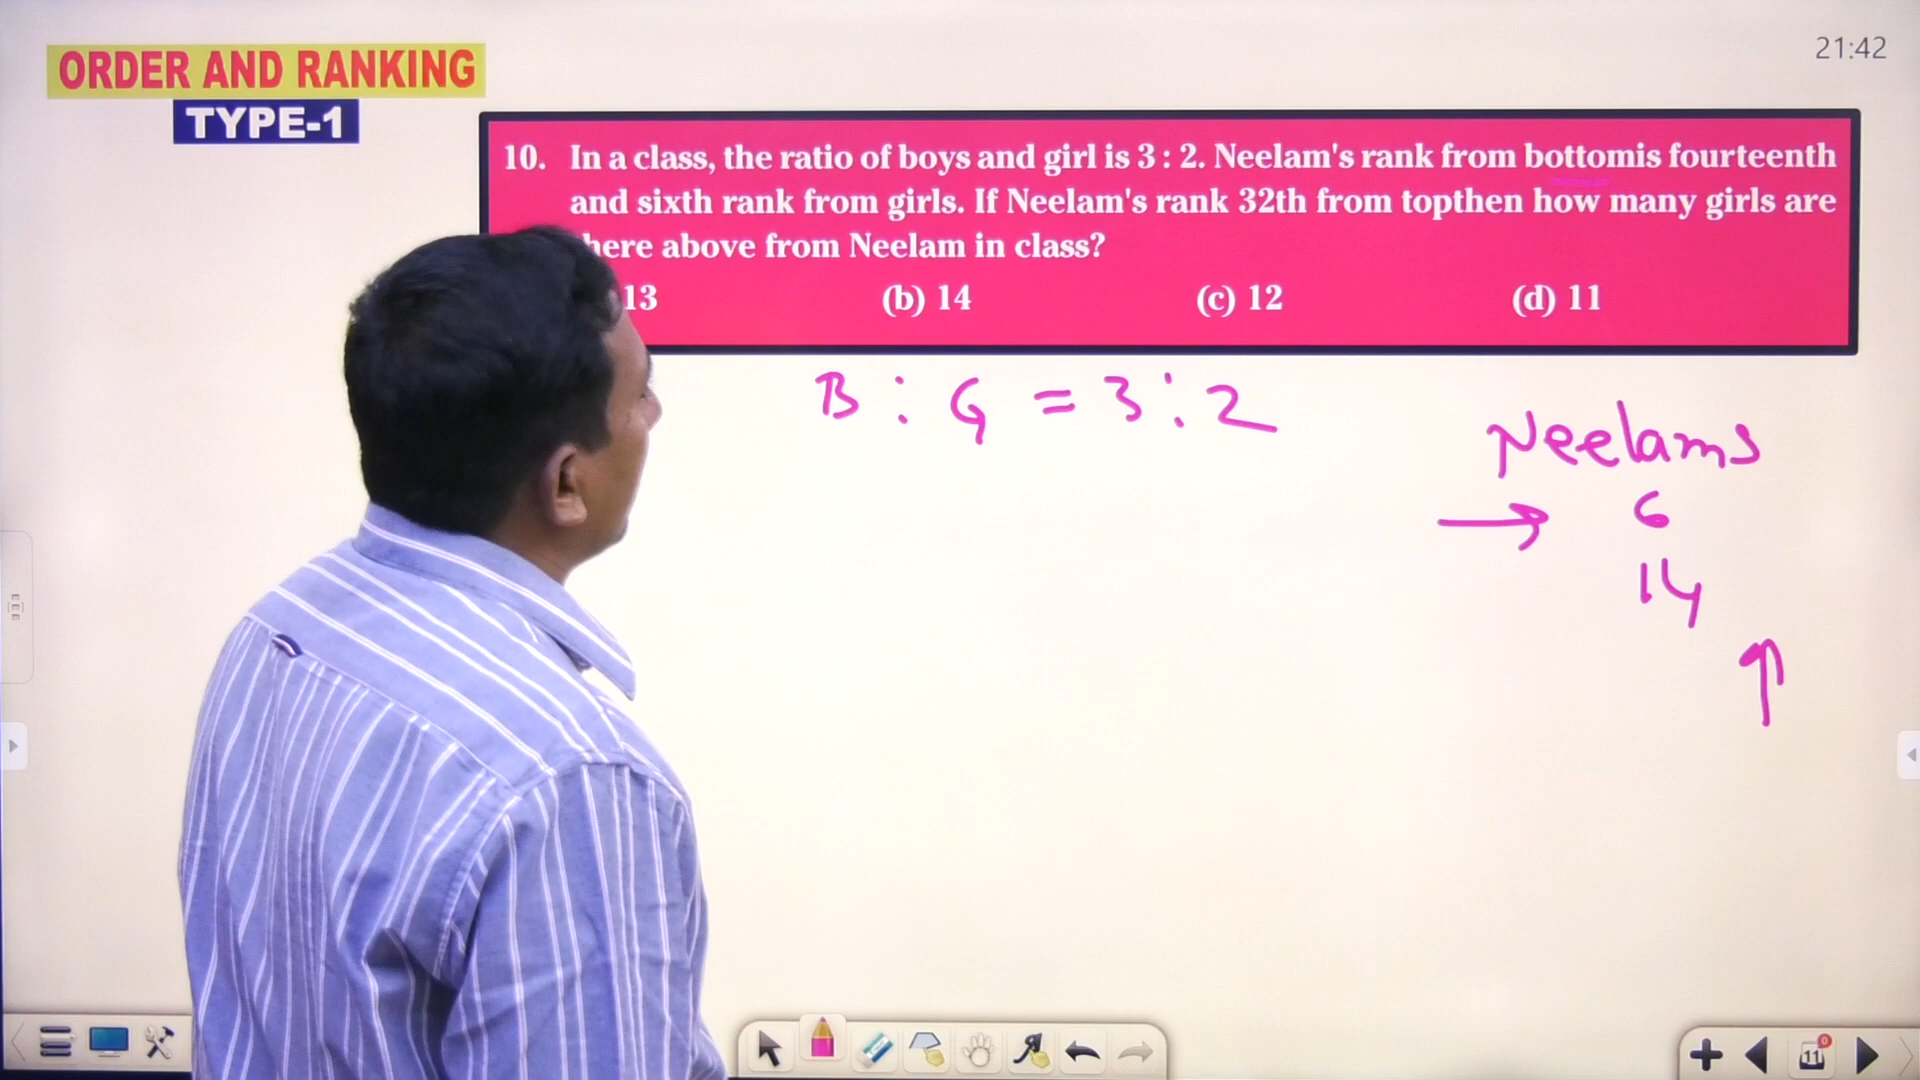 21:42
ORDER AND RANKING
TYPE-1
10. In a class, the ratio of boys and girl is 3 : 2. Neelam's rank from bottomis fourteenth
and sixth rank from girls. If Neelam's rank 32th from topthen how many girls are
here above from Neelam in class?
13 (b) 14 (c) 12 (d) 11
B : G = 3 : 2
Neelams
6
14
11
0